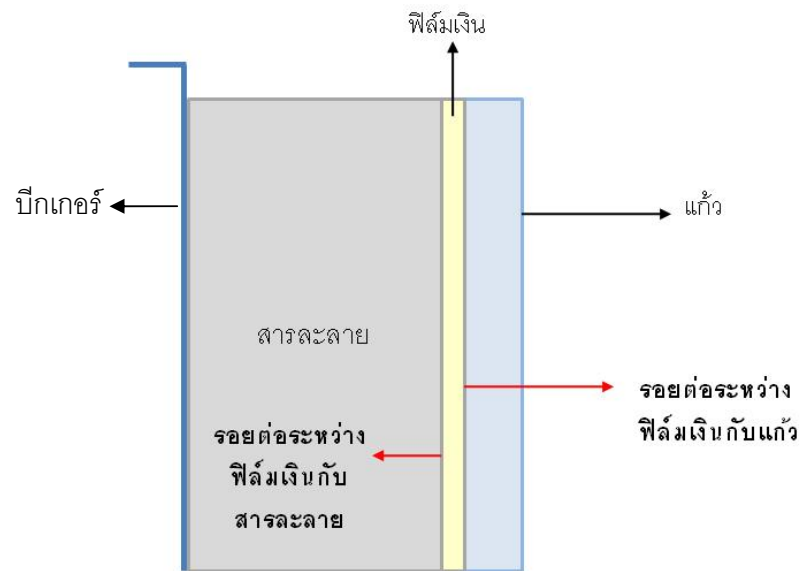 ฟิล์มเงิน
บีกเกอร์
แก้ว
สารละลาย
รอยต่อระหว่าง
ฟิล์มเงินกับแก้ว
รอยต่อระหว่าง
ฟิล์มเงินกับ
สารละลาย